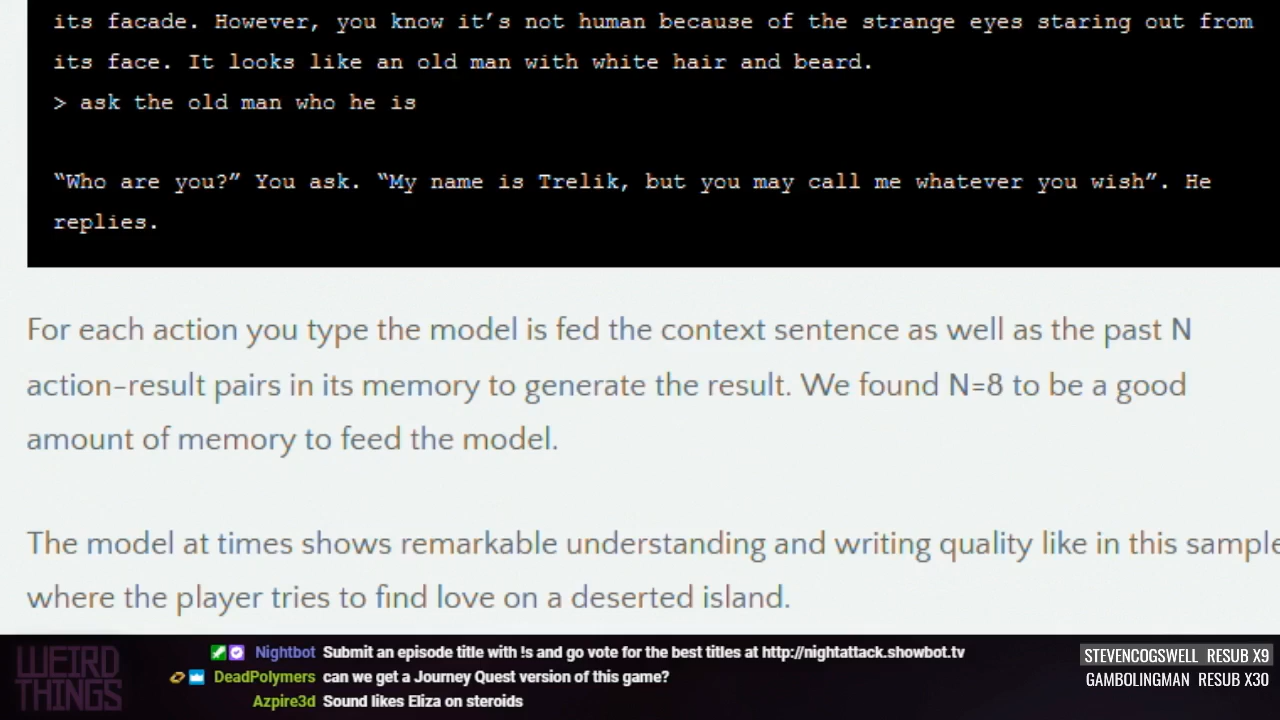 its facade. However, you know it’s not human because of the strange eyes staring out from
its face. It looks like an old man with white hair and beard.
> ask the old man who he is
“Who are you?” You ask. “My name is Trelik, but you may call me whatever you wish”. He
replies.
For each action you type the model is fed the context sentence as well as the past N
action-result pairs in its memory to generate the result. We found N=8 to be a good
amount of memory to feed the model.
The model at times shows remarkable understanding and writing quality like in this sample
where the player tries to find love on a deserted island.
WEIRD
THINGS
Nightbot Submit an episode title with !s and go vote for the best titles at http://nightattack.showbot.tv
DeadPolymers can we get a Journey Quest version of this game?
Azpire3d Sound likes Eliza on steroids
STEVENCOGSWELL RESUB X9
GAMBOLINGMAN RESUB X30